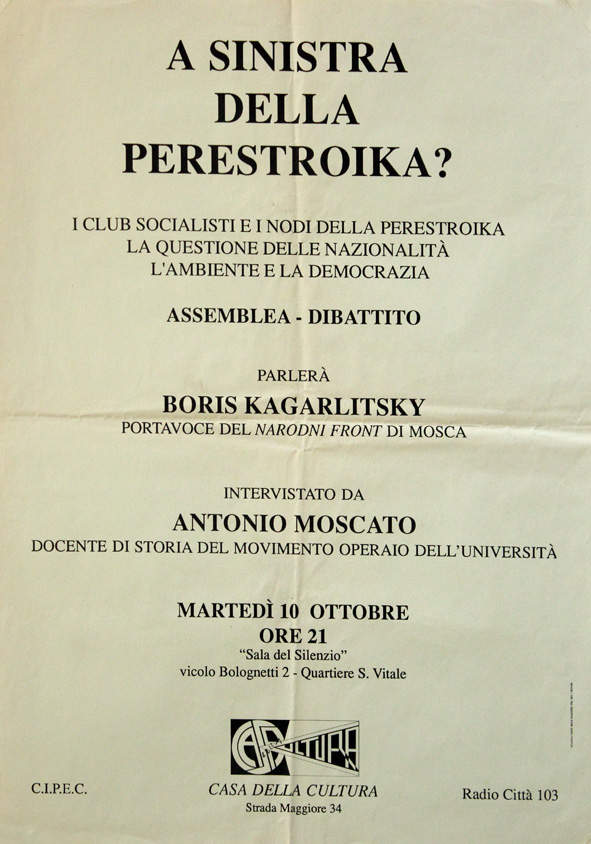 A SINISTRA
DELLA
PERESTROIKA?
I CLUB SOCIALISTI E I NODI DELLA PERESTROIKA
LA QUESTIONE DELLE NAZIONALITÀ
L'AMBIENTE E LA DEMOCRAZIA
ASSEMBLEA - DIBATTITO
PARLERÀ
BORIS KAGARLITSKY
PORTAVOCE DEL NARODNI FRONT DI MOSCA
INTERVISTATO DA
ANTONIO MOSCATO
DOCENTE DI STORIA DEL MOVIMENTO OPERAIO DELL'UNIVERSITÀ
MARTEDÌ 10 OTTOBRE
ORE 21
“Sala del Silenzio”
vicolo Bolognetti 2 - Quartiere S. Vitale
C.I.P.E.C.
CASA DELLA CULTURA
Strada Maggiore 34
Radio Città 103